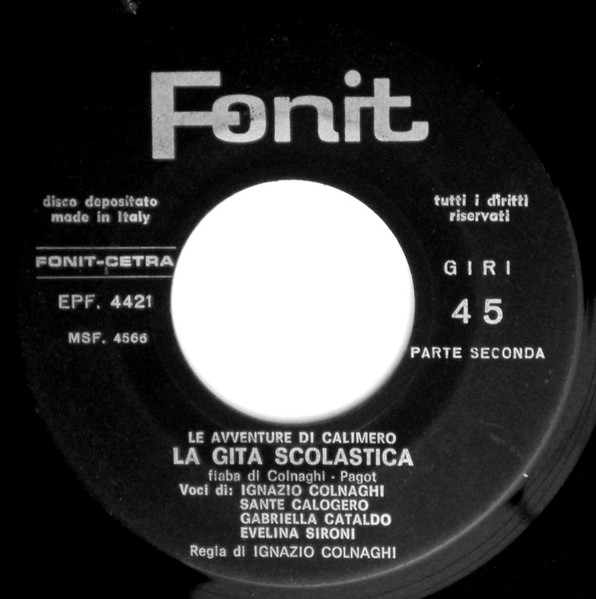 Fonit
disco depositato
made in Italy
tutti i diritti
riservati
FONIT-CETRA
EPF. 4421
MSF. 4566
GIRI
45
PARTE SECONDA
LE AVVENTURE DI CALIMERO
LA GITA SCOLASTICA
fiaba di Colnaghi - Pagot
Voci di: IGNAZIO COLNAGHI
SANTE CALOGERO
GABRIELLA CATALDO
EVELINA SIRONI
Regia di IGNAZIO COLNAGHI